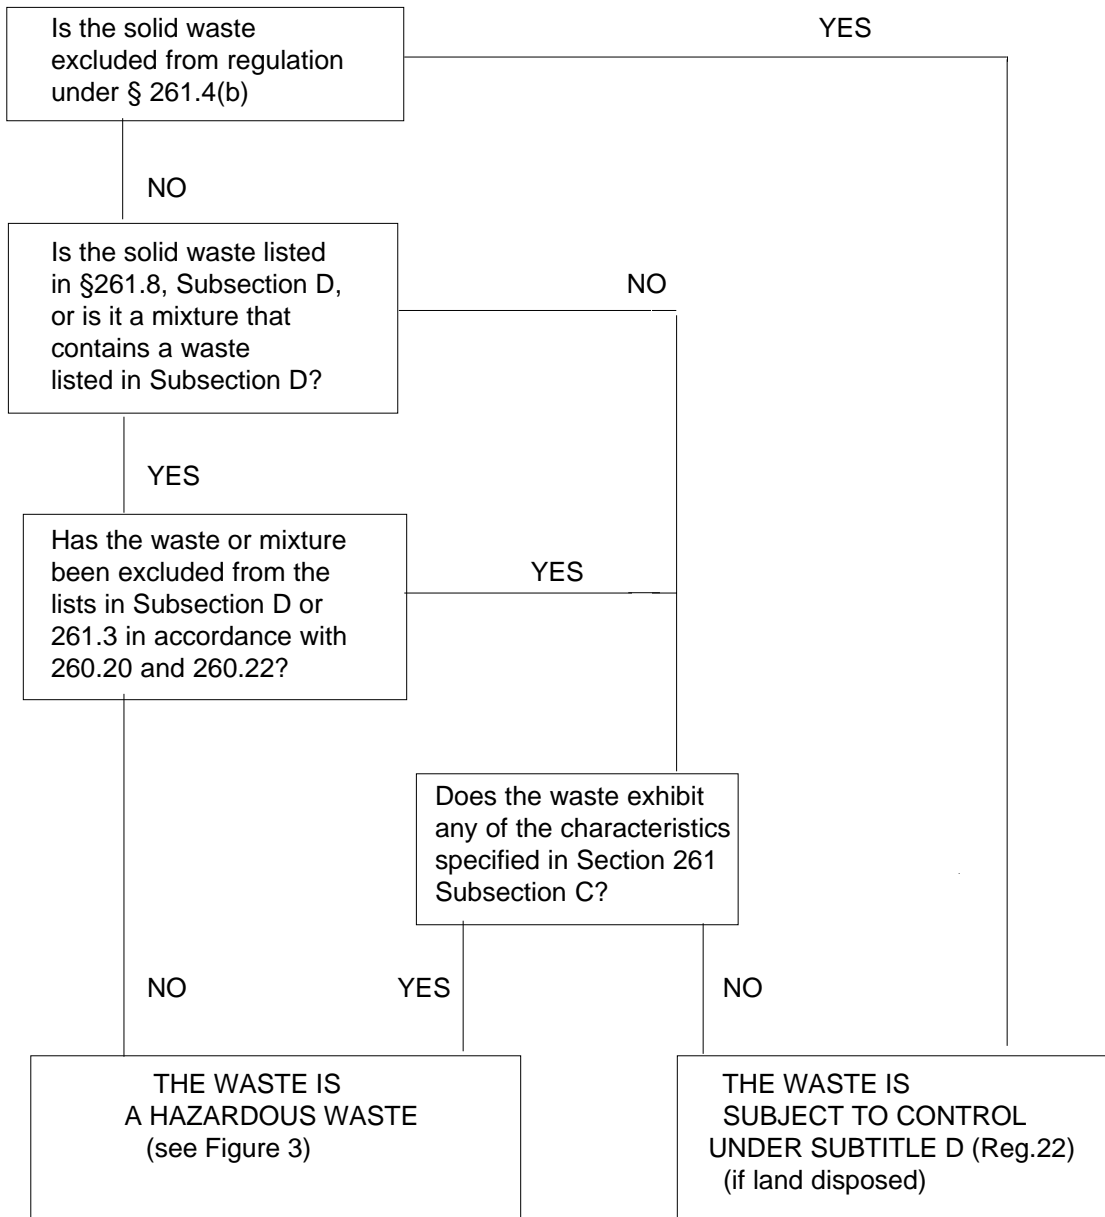 Is the solid waste
excluded from regulation
under § 261.4(b)
YES
NO
Is the solid waste listed
in §261.8, Subsection D,
or is it a mixture that
contains a waste
listed in Subsection D?
NO
YES
Has the waste or mixture
been excluded from the
lists in Subsection D or
261.3 in accordance with
260.20 and 260.22?
YES
Does the waste exhibit
any of the characteristics
specified in Section 261
Subsection C?
NO
YES
NO
THE WASTE IS
A HAZARDOUS WASTE
(see Figure 3)
THE WASTE IS
SUBJECT TO CONTROL
UNDER SUBTITLE D (Reg.22)
(if land disposed)